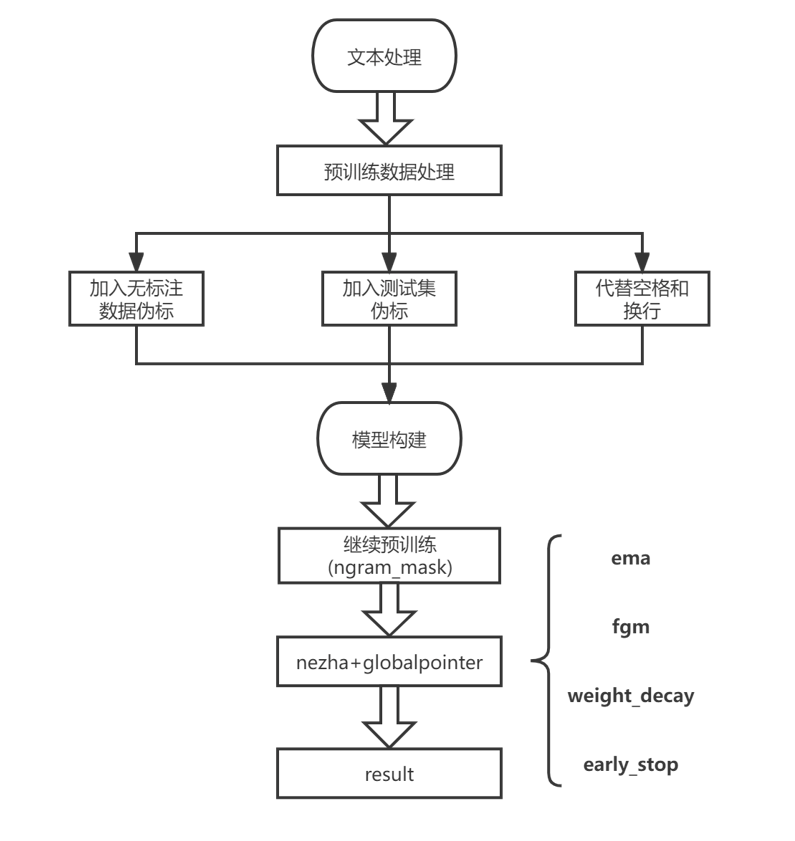 文本处理
预训练数据处理
加入无标注
数据伪标
加入测试集
伪标
代替空格和
换行
模型构建
继续预训练
(ngram_mask)
nezha+globalpointer
result
ema
fgm
weight_decay
early_stop